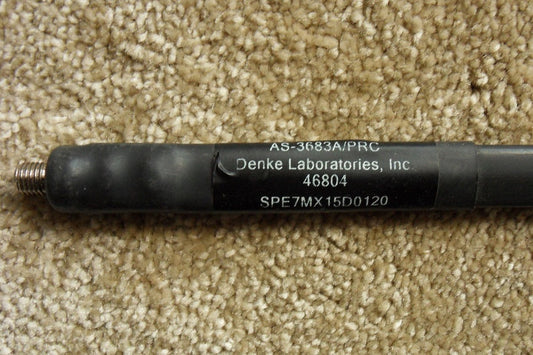 AS-3683A/PRC
Denke Laboratories, Inc
46804
SPE7MX15D0120